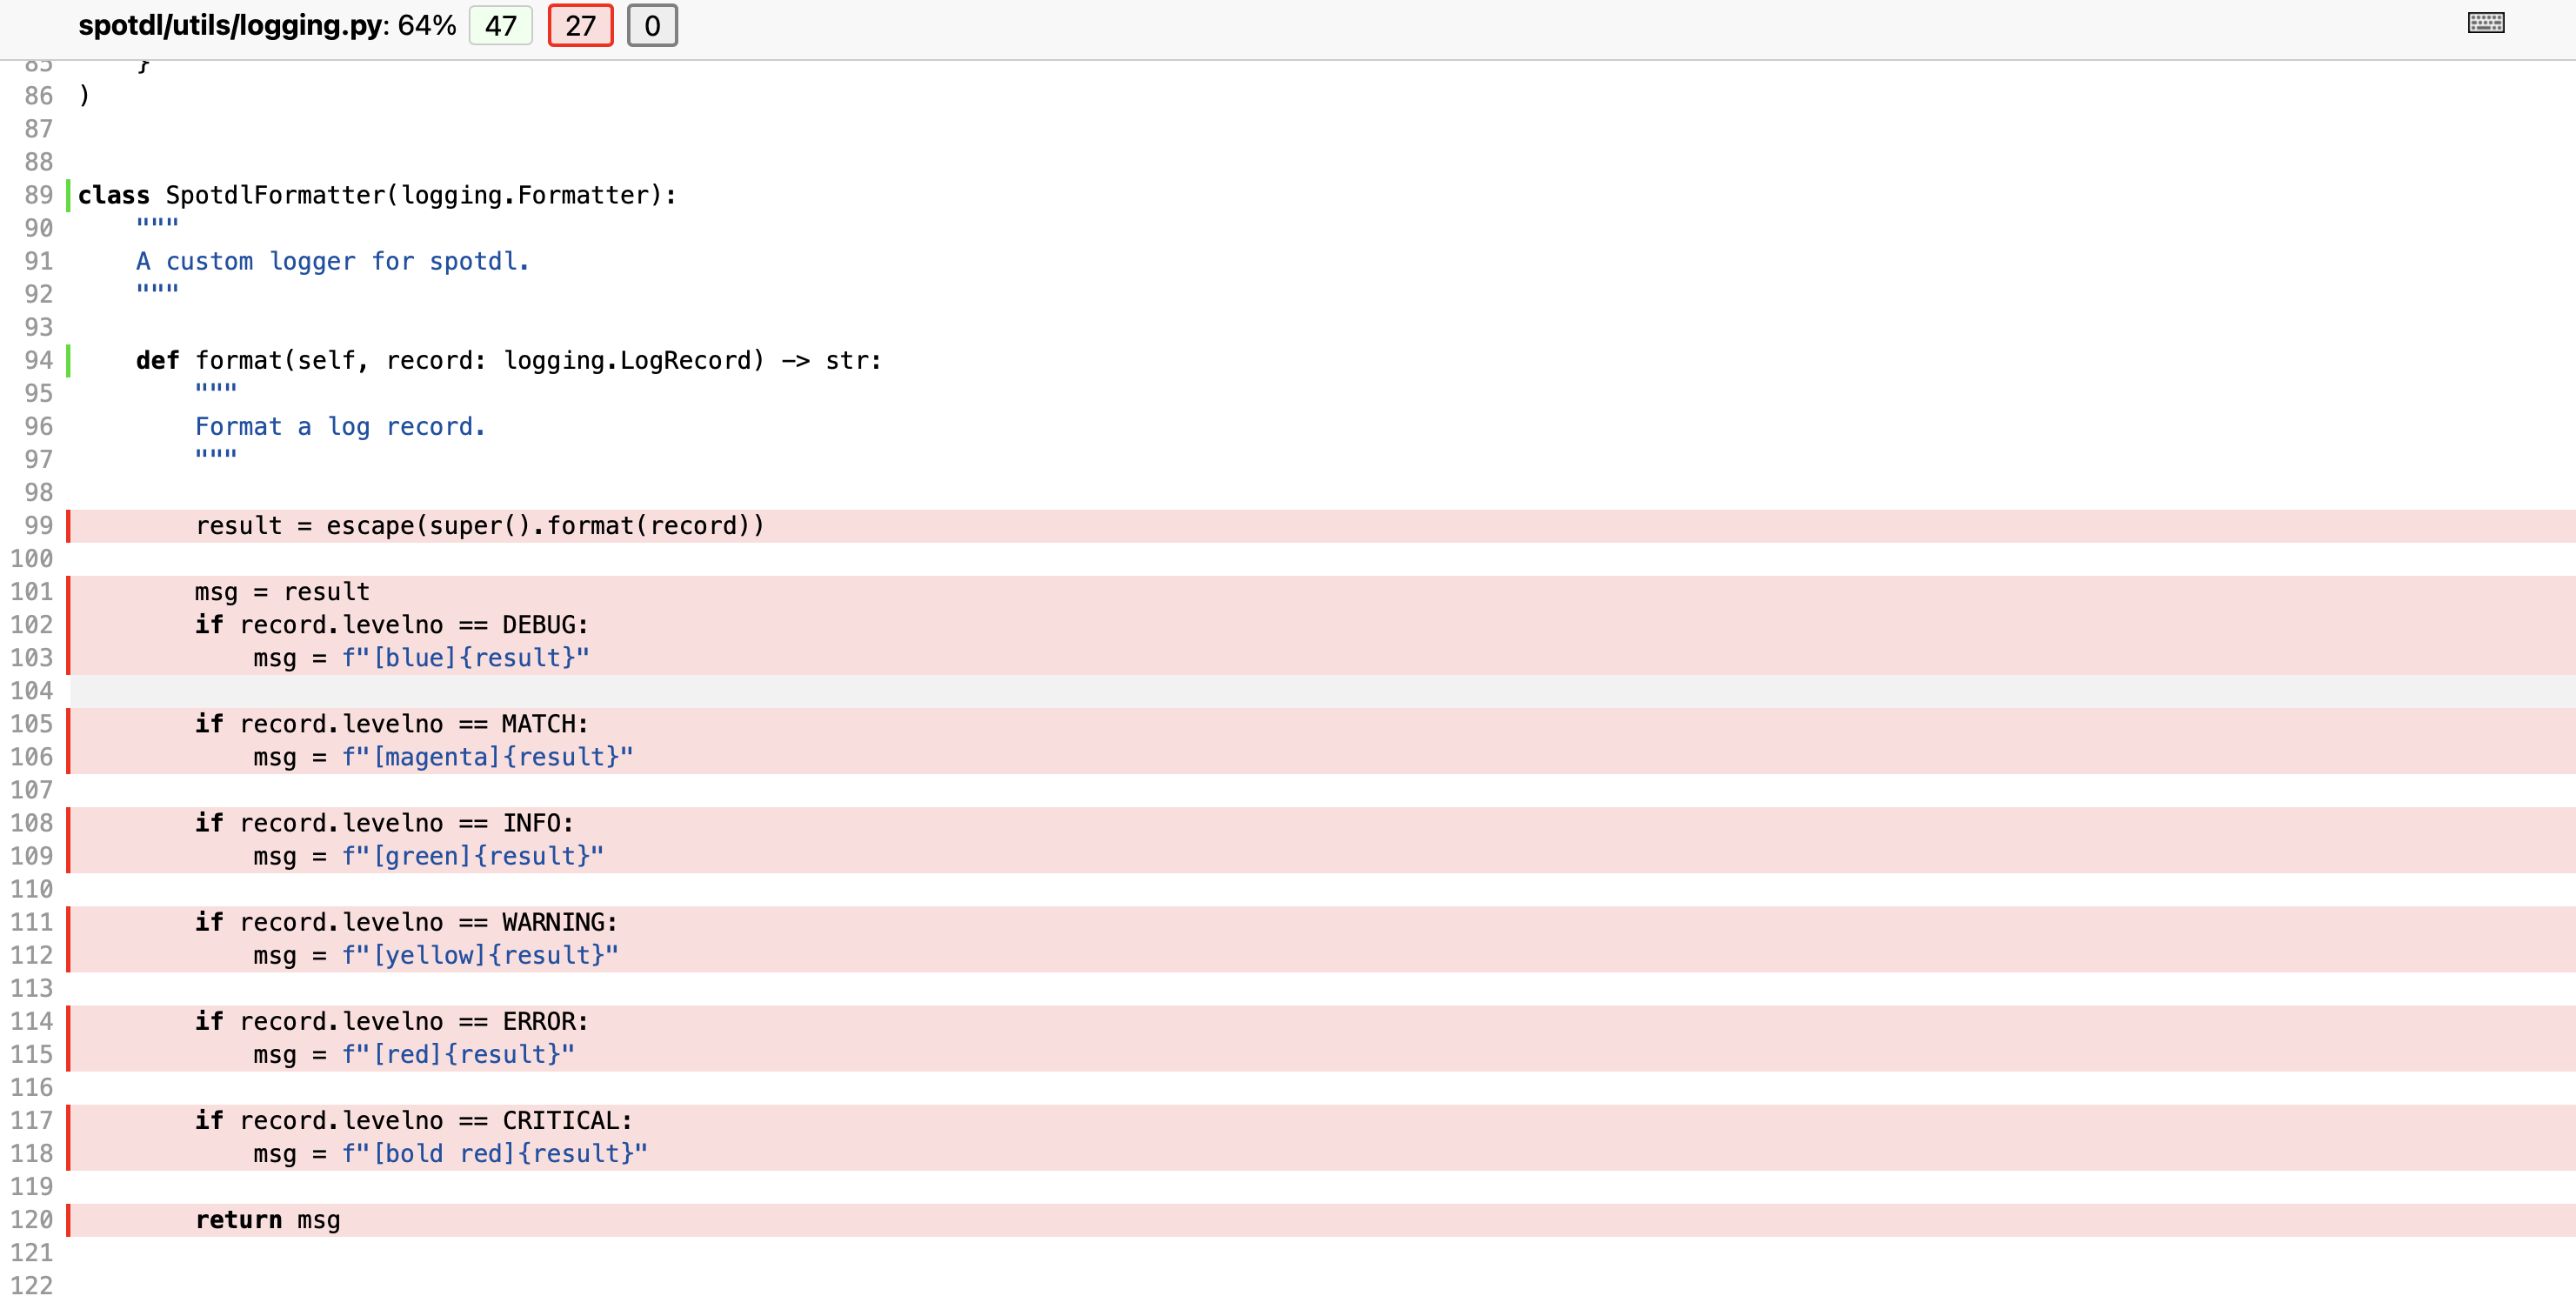 spotdl/utils/logging.py: 64% 47 27 0
85     }
86 )
87
88
89 class SpotdlFormatter(logging.Formatter):
90     """
91     A custom logger for spotdl.
92     """
93
94     def format(self, record: logging.LogRecord) -> str:
95         """
96         Format a log record.
97         """
98
99         result = escape(super().format(record))
100
101         msg = result
102         if record.levelno == DEBUG:
103             msg = f"[blue]{result}"
104
105         if record.levelno == MATCH:
106             msg = f"[magenta]{result}"
107
108         if record.levelno == INFO:
109             msg = f"[green]{result}"
110
111         if record.levelno == WARNING:
112             msg = f"[yellow]{result}"
113
114         if record.levelno == ERROR:
115             msg = f"[red]{result}"
116
117         if record.levelno == CRITICAL:
118             msg = f"[bold red]{result}"
119
120         return msg
121
122